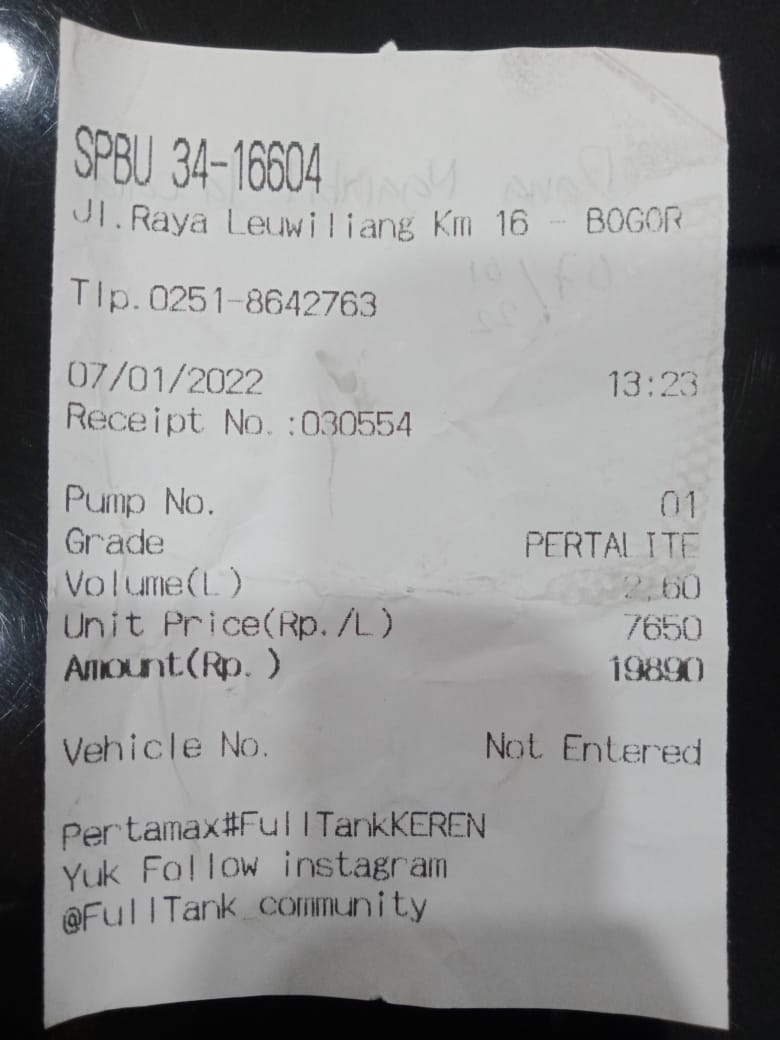 SPBU 34-16604
Jl.Raya Leuwiliang Km 16 - BOGOR
Tlp.0251-8642763
07/01/2022 13:23
Receipt No.:030554
Pump No. 01
Grade PERTALITE
Volume(L) 2,60
Unit Price(Rp./L) 7650
Amount(Rp. ) 19890
Vehicle No. Not Entered
Pertamax#FullTankKEREN
Yuk Follow instagram
@FullTank_community